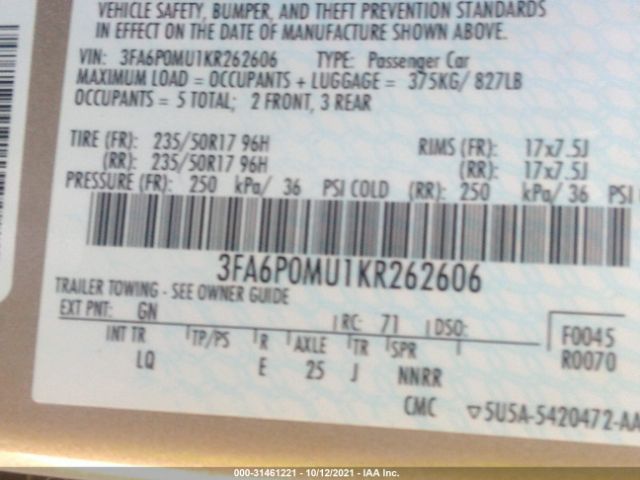 VEHICLE SAFETY, BUMPER, AND THEFT PREVENTION STANDARDS
IN EFFECT ON THE DATE OF MANUFACTURE SHOWN ABOVE.
VIN: 3FA6P0MU1KR262606 TYPE: Passenger Car
MAXIMUM LOAD = OCCUPANTS + LUGGAGE = 375KG/ 827LB
OCCUPANTS = 5 TOTAL; 2 FRONT, 3 REAR
TIRE (FR): 235/50R17 96H RIMS (FR): 17x7.5J
(RR): 235/50R17 96H (RR): 17x7.5J
PRESSURE (FR): 250 kPa/ 36 PSI COLD (RR): 250 kPa/ 36 PSI
3FA6P0MU1KR262606
TRAILER TOWING - SEE OWNER GUIDE
EXT PNT: GN RC: 71 DSO: F0045
INT TR TP/PS R AXLE TR SPR R0070
LQ E 25 J NNRR
CMC 5U5A-5420472-AA
000-31461221 - 10/12/2021 - IAA Inc.